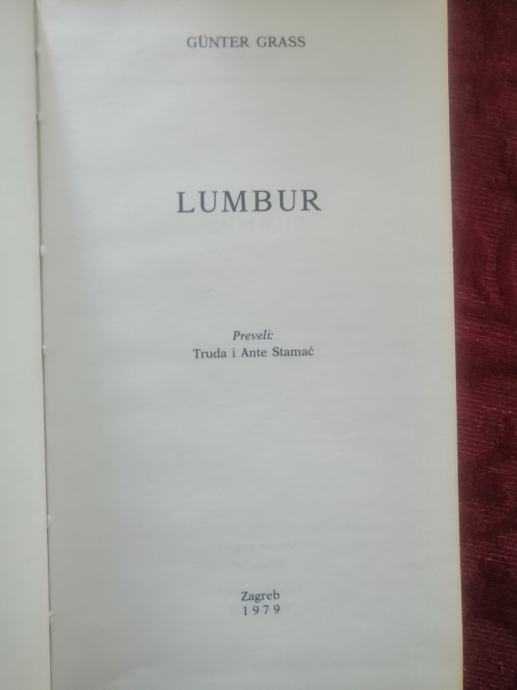 GÜNTER GRASS
LUMBUR
Preveli:
Truda i Ante Stamać
Zagreb
1979